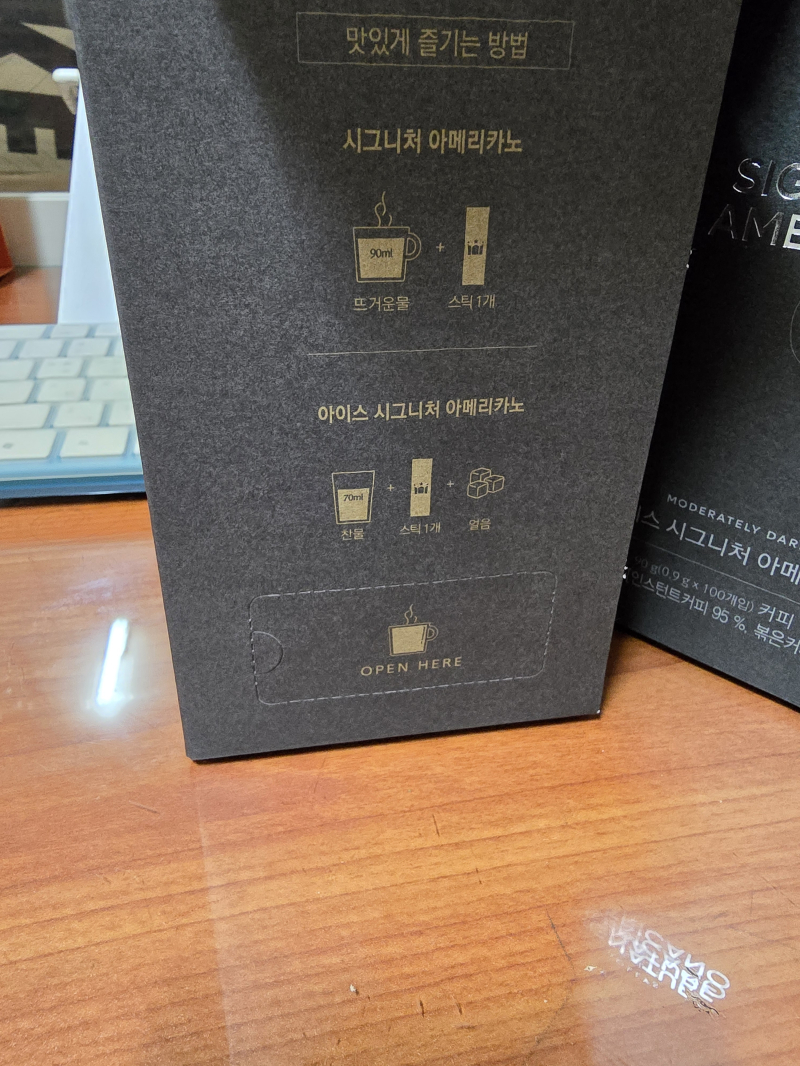 맛있게 즐기는 방법
시그니처 아메리카노
90ml
+
뜨거운물
스틱 1개
아이스 시그니처 아메리카노
70ml
+
+
찬물
스틱 1개
얼음
OPEN HERE
SIG
AME
MODERATELY DAR
스 시그니처 아메
g(0.9 g x 100개입) 커피
인스턴트커피 95 %, 볶은커